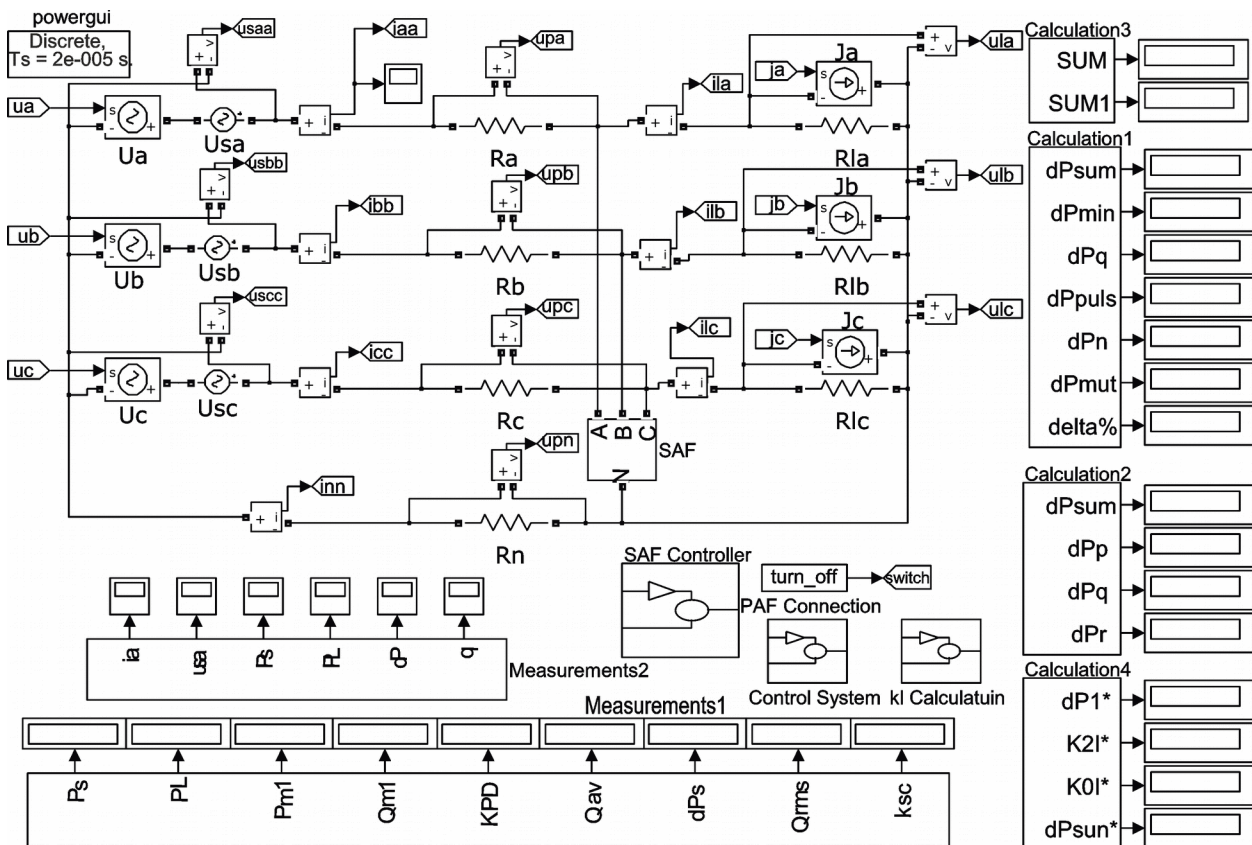 powergui
Discrete,
Ts = 2e-005 s.
usaa
iaa
upa
ila
ula
ja
Ja
ua
Ua
Usa
Ra
Rla
usbb
ibb
upb
ilb
ulb
jb
Jb
ub
Ub
Usb
Rb
Rlb
uscc
icc
upc
ilc
ulc
jc
Jc
uc
Uc
Usc
Rc
Rlc
A
B
C
N
SAF
inn
upn
Rn
Calculation3
SUM
SUM1
Calculation1
dPsum
dPmin
dPq
dPpuls
dPn
dPmut
delta%
Calculation2
dPsum
dPp
dPq
dPr
Calculation4
dP1*
K2I*
K0I*
dPsun*
SAF Controller
turn_off
switch
PAF Connection
Control System
kl Calculatuin
ia
usa
Ps
PL
dP
q
Measurements2
Measurements1
Ps
PL
Pm1
Qm1
KPD
Qav
dPs
Qrms
ksc
s
-
+
s
-
+
s
-
+
+
-
v
+
-
v
+
-
v
+
i
-
+
i
-
+
i
-
+
i
-